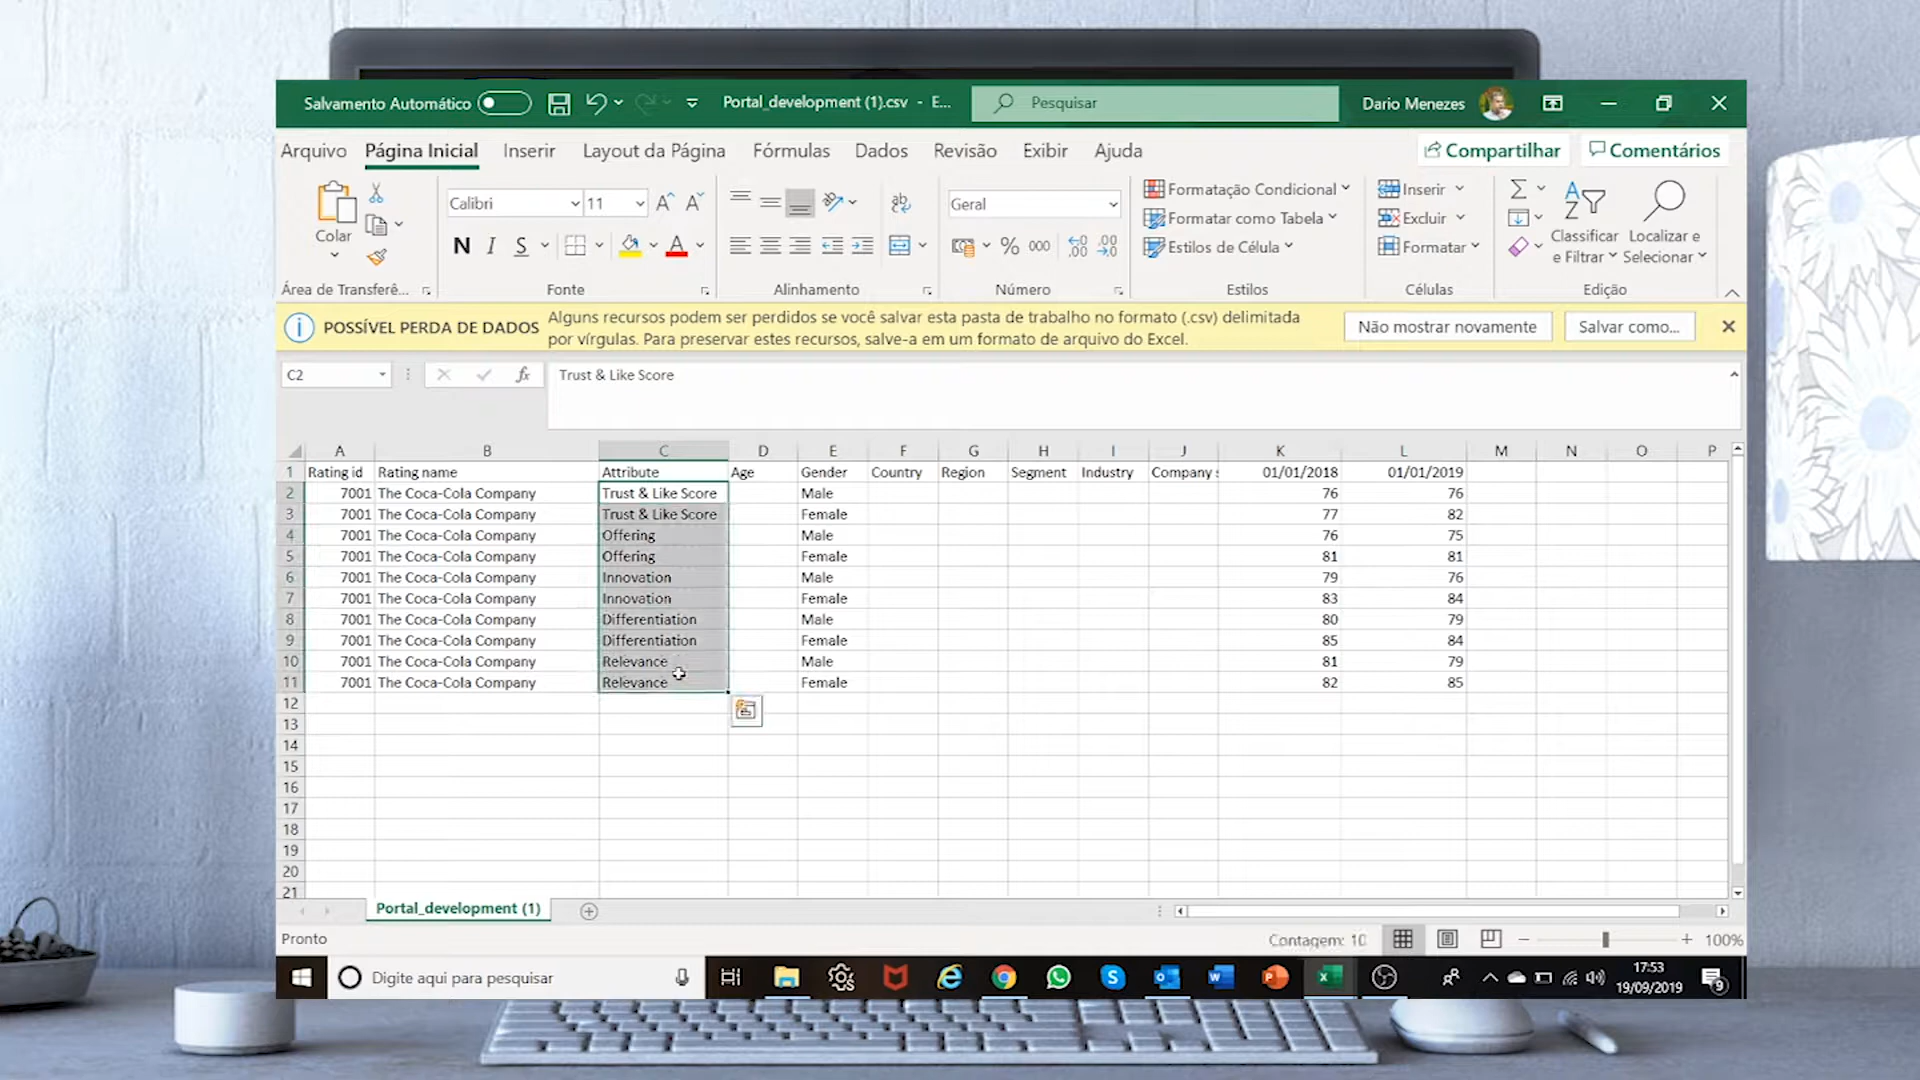 Salvamento Automático
Portal_development (1).csv - E...
Pesquisar
Dario Menezes
Arquivo Página Inicial Inserir Layout da Página Fórmulas Dados Revisão Exibir Ajuda
Compartilhar Comentários
Colar
Área de Transferê...
Calibri 11
N I S
Fonte
Alinhamento
Geral
% 000
Número
Formatação Condicional
Formatar como Tabela
Estilos de Célula
Estilos
Inserir
Excluir
Formatar
Células
Classificar e Filtrar
Localizar e Selecionar
Edição
POSSÍVEL PERDA DE DADOS
Alguns recursos podem ser perdidos se você salvar esta pasta de trabalho no formato (.csv) delimitada
por vírgulas. Para preservar estes recursos, salve-a em um formato de arquivo do Excel.
Não mostrar novamente
Salvar como...
C2 fx Trust & Like Score
A B C D E F G H I J K L M N O P
1 Rating id Rating name Attribute Age Gender Country Region Segment Industry Company s 01/01/2018 01/01/2019
2 7001 The Coca-Cola Company Trust & Like Score Male 76 76
3 7001 The Coca-Cola Company Trust & Like Score Female 77 82
4 7001 The Coca-Cola Company Offering Male 76 75
5 7001 The Coca-Cola Company Offering Female 81 81
6 7001 The Coca-Cola Company Innovation Male 79 76
7 7001 The Coca-Cola Company Innovation Female 83 84
8 7001 The Coca-Cola Company Differentiation Male 80 79
9 7001 The Coca-Cola Company Differentiation Female 85 84
10 7001 The Coca-Cola Company Relevance Male 81 79
11 7001 The Coca-Cola Company Relevance Female 82 85
12
13
14
15
16
17
18
19
20
21
Portal_development (1)
Pronto
Contagem: 10
100%
Digite aqui para pesquisar
17:53
19/09/2019
9